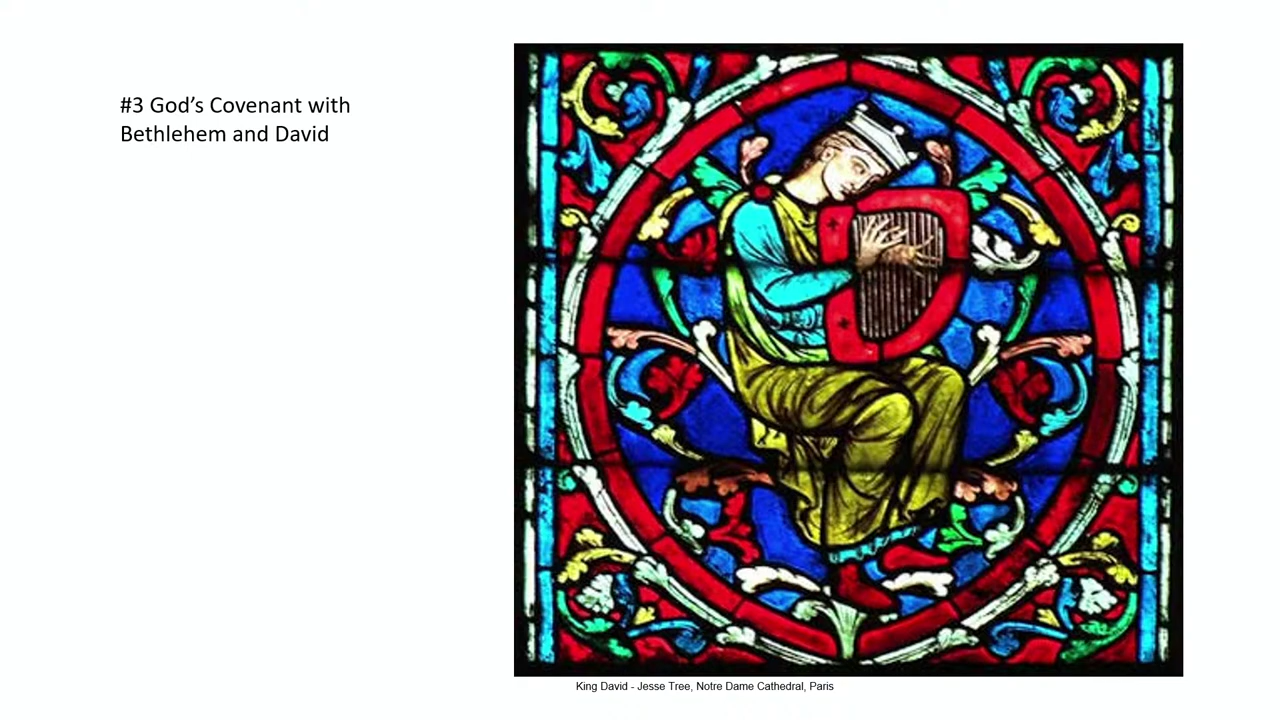 #3 God’s Covenant with
Bethlehem and David
King David - Jesse Tree, Notre Dame Cathedral, Paris